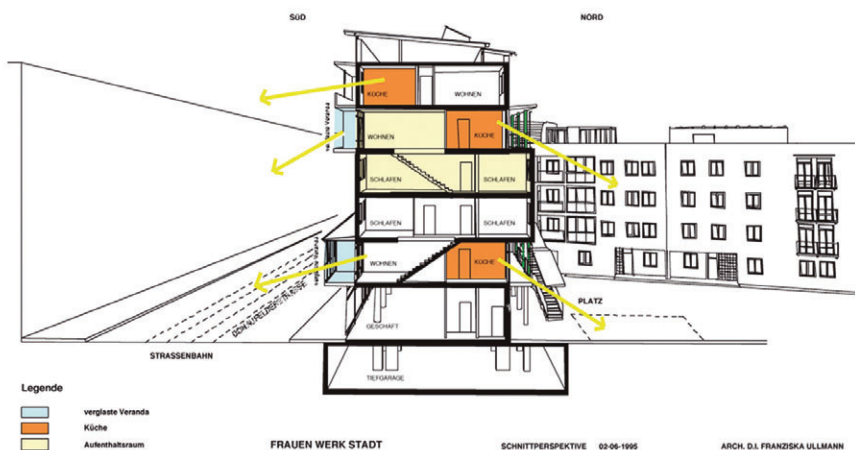 SüD
NORD
KÜCHE
WOHNEN
WOHNEN
KÜCHE
SCHLAFEN
SCHLAFEN
SCHLAFEN
SCHLAFEN
WOHNEN
KÜCHE
PLATZ
GESCHÄFT
STRASSENBAHN
TIEFGARAGE
Legende
verglaste Veranda
Küche
Aufenthaltsraum
FRAUEN WERK STADT
SCHNITTPERSPEKTIVE 02-06-1995
ARCH. D.I. FRANZISKA ULLMANN